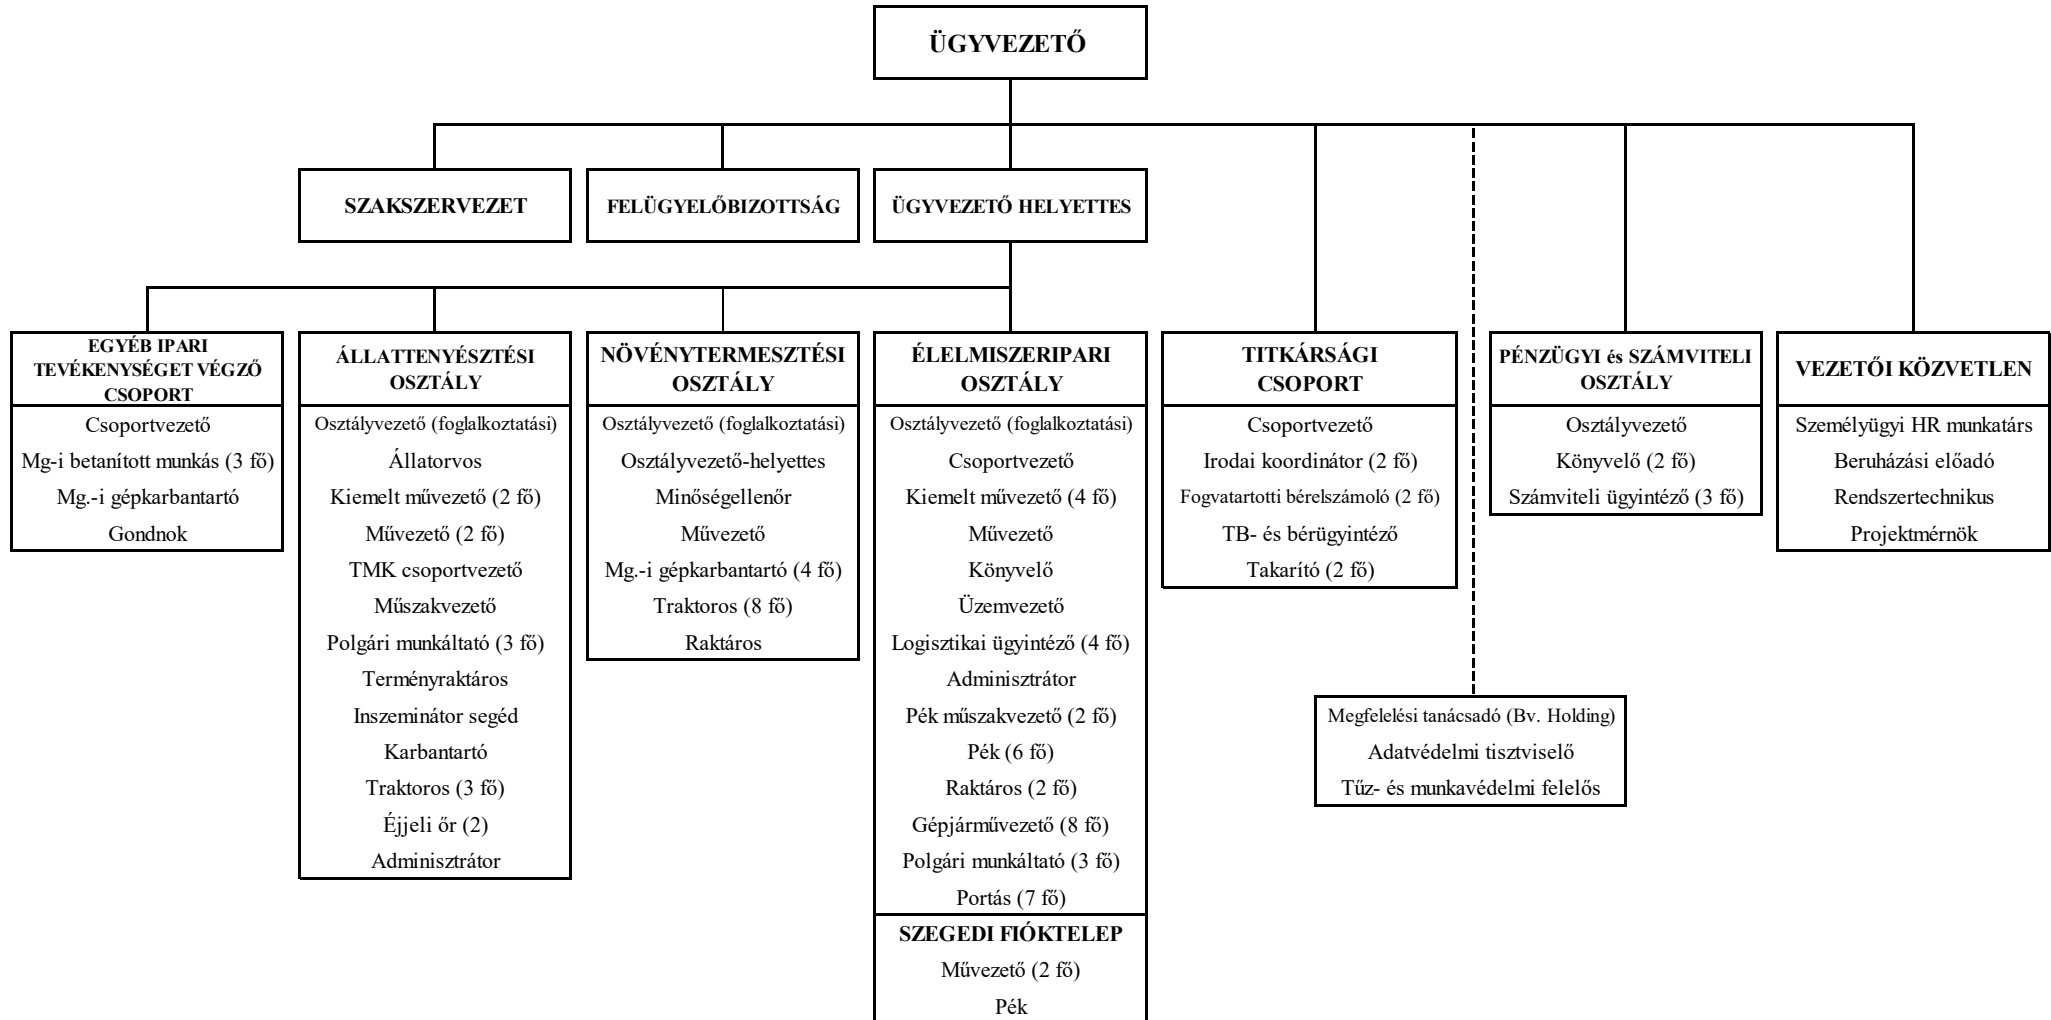 ÜGYVEZETŐ
SZAKSZERVEZET
FELÜGYELŐBIZOTTSÁG
ÜGYVEZETŐ HELYETTES
EGYÉB IPARI
TEVÉKENYSÉGET VÉGZŐ
CSOPORT
Csoportvezető
Mg-i betanított munkás (3 fő)
Mg.-i gépkarbantartó
Gondnok
ÁLLATTENYÉSZTÉSI
OSZTÁLY
Osztályvezető (foglalkoztatási)
Állatorvos
Kiemelt művezető (2 fő)
Művezető (2 fő)
TMK csoportvezető
Műszakvezető
Polgári munkáltató (3 fő)
Terményraktáros
Inszeminátor segéd
Karbantartó
Traktoros (3 fő)
Éjjeli őr (2)
Adminisztrátor
NÖVÉNYTERMESZTÉSI
OSZTÁLY
Osztályvezető (foglalkoztatási)
Osztályvezető-helyettes
Minőségellenőr
Művezető
Mg.-i gépkarbantartó (4 fő)
Traktoros (8 fő)
Raktáros
ÉLELMISZERIPARI
OSZTÁLY
Osztályvezető (foglalkoztatási)
Csoportvezető
Kiemelt művezető (4 fő)
Művezető
Könyvelő
Üzemvezető
Logisztikai ügyintéző (4 fő)
Adminisztrátor
Pék műszakvezető (2 fő)
Pék (6 fő)
Raktáros (2 fő)
Gépjárművezető (8 fő)
Polgári munkáltató (3 fő)
Portás (7 fő)
SZEGEDI FIÓKTELEP
Művezető (2 fő)
Pék
TITKÁRSÁGI
CSOPORT
Csoportvezető
Irodai koordinátor (2 fő)
Fogvatartotti bérelszámoló (2 fő)
TB- és bérügyintéző
Takarító (2 fő)
PÉNZÜGYI és SZÁMVITELI
OSZTÁLY
Osztályvezető
Könyvelő (2 fő)
Számviteli ügyintéző (3 fő)
VEZETŐI KÖZVETLEN
Személyügyi HR munkatárs
Beruházási előadó
Rendszertechnikus
Projektmérnök
Megfelelési tanácsadó (Bv. Holding)
Adatvédelmi tisztviselő
Tűz- és munkavédelmi felelős